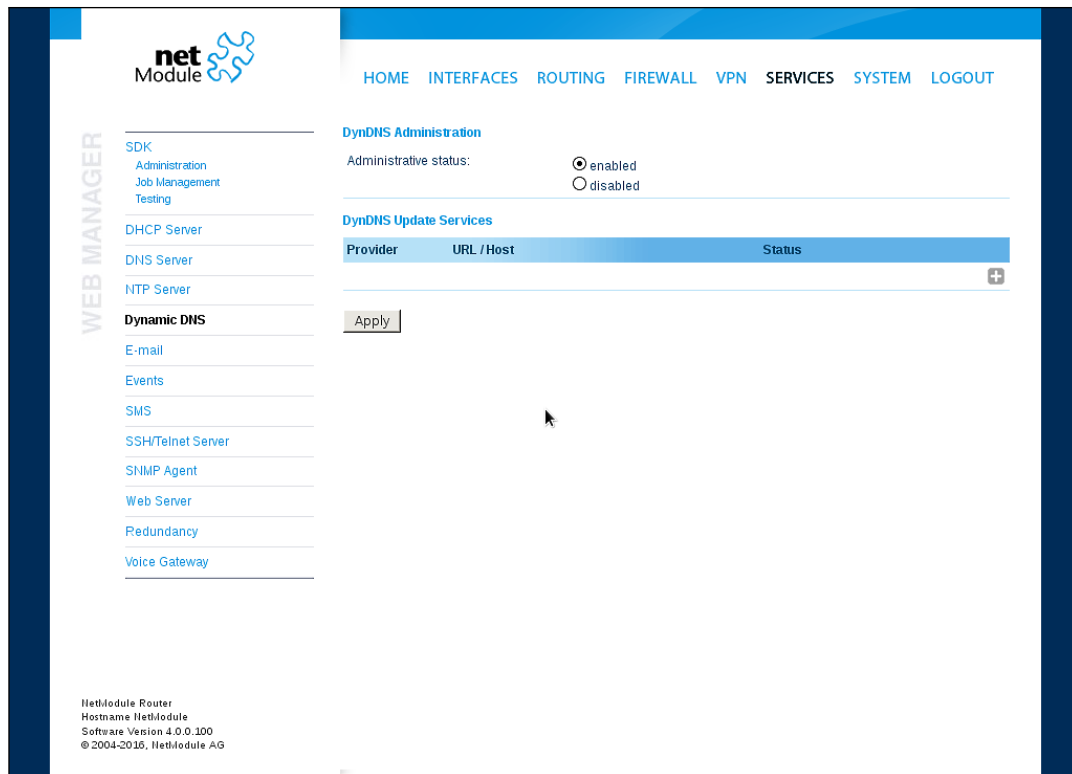 net
Module
HOME INTERFACES ROUTING FIREWALL VPN SERVICES SYSTEM LOGOUT
WEB MANAGER
SDK
Administration
Job Management
Testing
DHCP Server
DNS Server
NTP Server
Dynamic DNS
E-mail
Events
SMS
SSH/Telnet Server
SNMP Agent
Web Server
Redundancy
Voice Gateway
DynDNS Administration
Administrative status:
enabled
disabled
DynDNS Update Services
Provider URL / Host Status
Apply
NetModule Router
Hostname NetModule
Software Version 4.0.0.100
© 2004-2016, NetModule AG